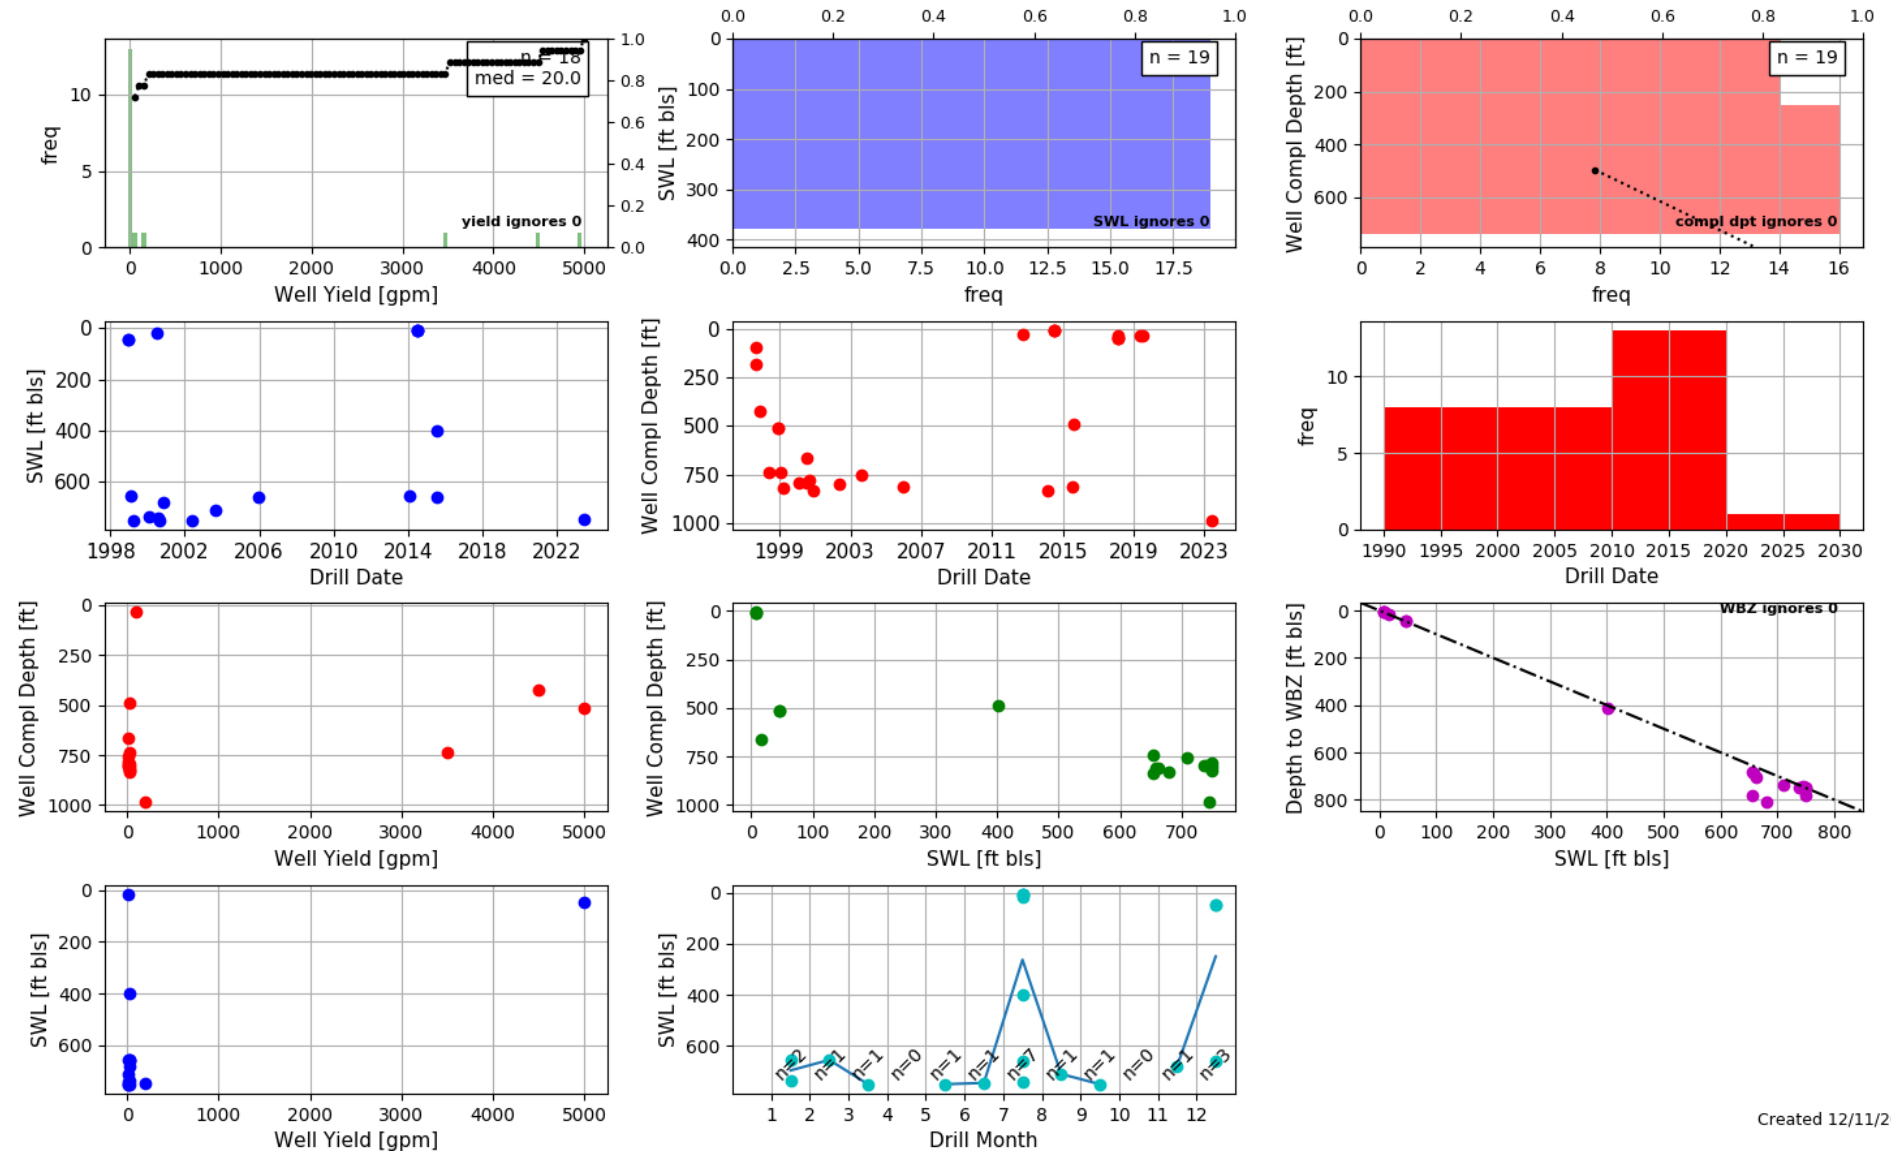 0.0 0.2 0.4 0.6 0.8 1.0
0.0 0.2 0.4 0.6 0.8 1.0
freq
10
5
0
n = 18
med = 20.0
yield ignores 0
1.0
0.8
0.6
0.4
0.2
0.0
0 1000 2000 3000 4000 5000
Well Yield [gpm]
SWL [ft bls]
0
100
200
300
400
n = 19
SWL ignores 0
0.0 2.5 5.0 7.5 10.0 12.5 15.0 17.5
freq
Well Compl Depth [ft]
0
200
400
600
n = 19
compl dpt ignores 0
0 2 4 6 8 10 12 14 16
freq
SWL [ft bls]
0
200
400
600
1998 2002 2006 2010 2014 2018 2022
Drill Date
Well Compl Depth [ft]
0
250
500
750
1000
1999 2003 2007 2011 2015 2019 2023
Drill Date
freq
10
5
0
1990 1995 2000 2005 2010 2015 2020 2025 2030
Drill Date
Well Compl Depth [ft]
0
250
500
750
1000
0 1000 2000 3000 4000 5000
Well Yield [gpm]
Well Compl Depth [ft]
0
250
500
750
1000
0 100 200 300 400 500 600 700
SWL [ft bls]
Depth to WBZ [ft bls]
0
200
400
600
800
WBZ ignores 0
0 100 200 300 400 500 600 700 800
SWL [ft bls]
SWL [ft bls]
0
200
400
600
0 1000 2000 3000 4000 5000
Well Yield [gpm]
SWL [ft bls]
0
200
400
600
n=2 n=1 n=1 n=0 n=1 n=1 n=7 n=1 n=1 n=0 n=1 n=3
1 2 3 4 5 6 7 8 9 10 11 12
Drill Month
Created 12/11/2